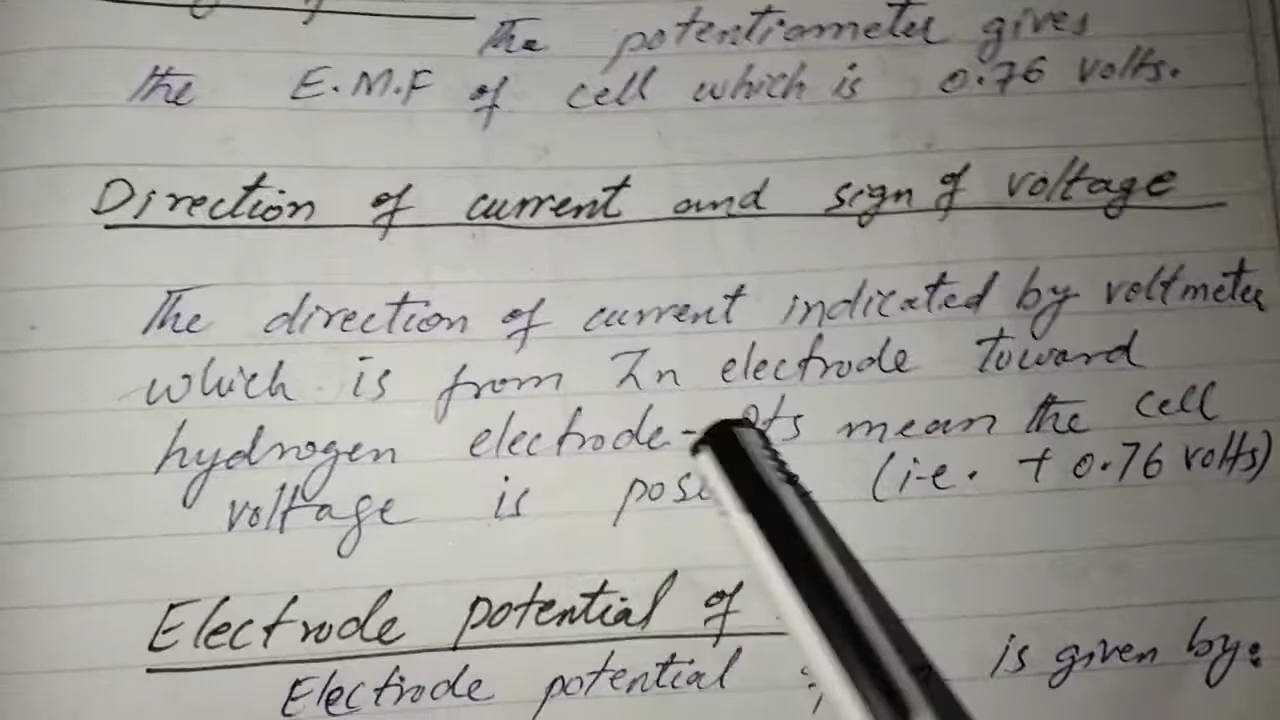 The potentiometer gives
the E.M.F of cell which is 0.76 volts.
Direction of current and sign of voltage
The direction of current indicated by voltmeter
which is from Zn electrode toward
hydrogen electrode - Its mean the cell
voltage is (i-e. +0.76 volts)
Electrode potential of
Electrode potential is given by: